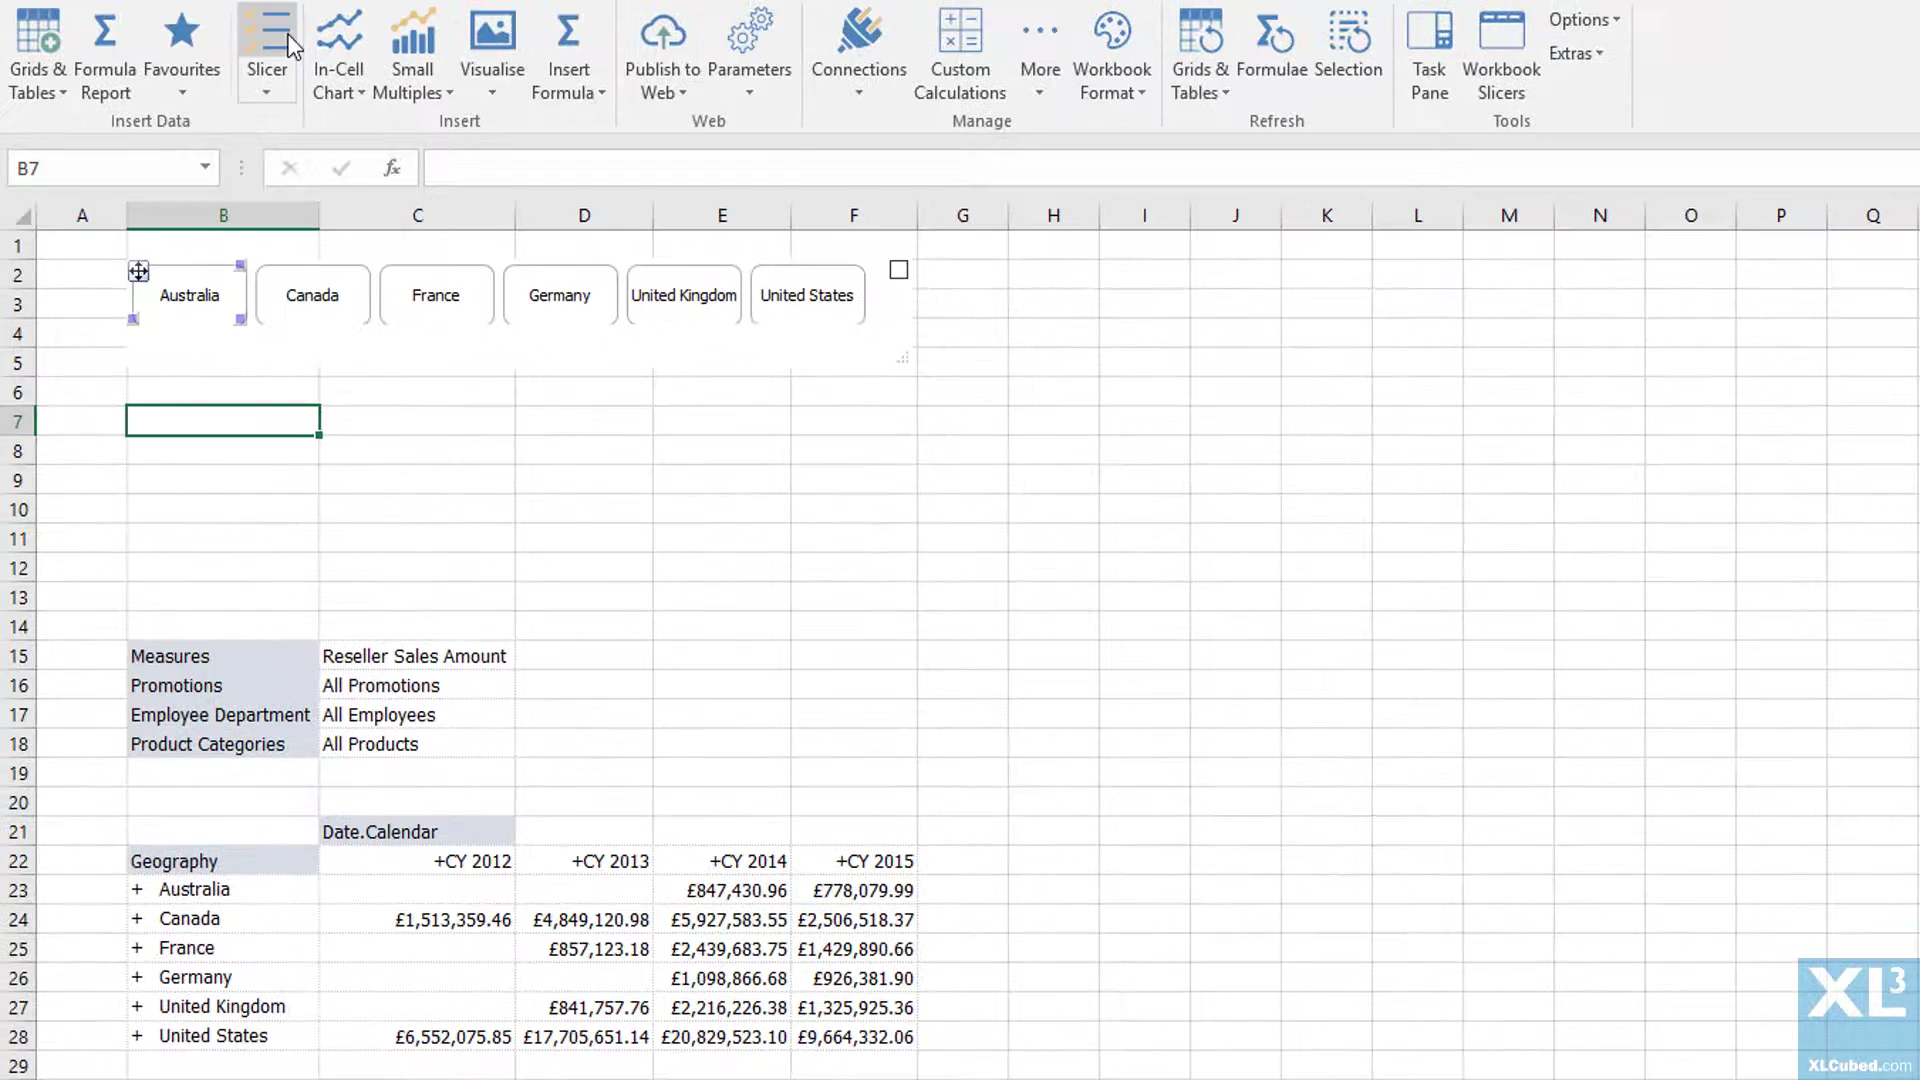 Grids & Tables
Formula Report
Favourites
Slicer
In-Cell Chart
Small Multiples
Visualise
Insert Formula
Publish to Web
Parameters
Connections
Custom Calculations
More
Workbook Format
Grids & Tables
Formulae
Selection
Task Pane
Workbook Slicers
Options
Extras
Insert Data
Insert
Web
Manage
Refresh
Tools
B7
fx
A B C D E F G H I J K L M N O P Q
1
2
3
Australia Canada France Germany United Kingdom United States
4
5
6
7
8
9
10
11
12
13
14
15 Measures Reseller Sales Amount
16 Promotions All Promotions
17 Employee Department All Employees
18 Product Categories All Products
19
20
21 Date.Calendar
22 Geography +CY 2012 +CY 2013 +CY 2014 +CY 2015
23 + Australia £847,430.96 £778,079.99
24 + Canada £1,513,359.46 £4,849,120.98 £5,927,583.55 £2,506,518.37
25 + France £857,123.18 £2,439,683.75 £1,429,890.66
26 + Germany £1,098,866.68 £926,381.90
27 + United Kingdom £841,757.76 £2,216,226.38 £1,325,925.36
28 + United States £6,552,075.85 £17,705,651.14 £20,829,523.10 £9,664,332.06
29
XL3
XLCubed.com